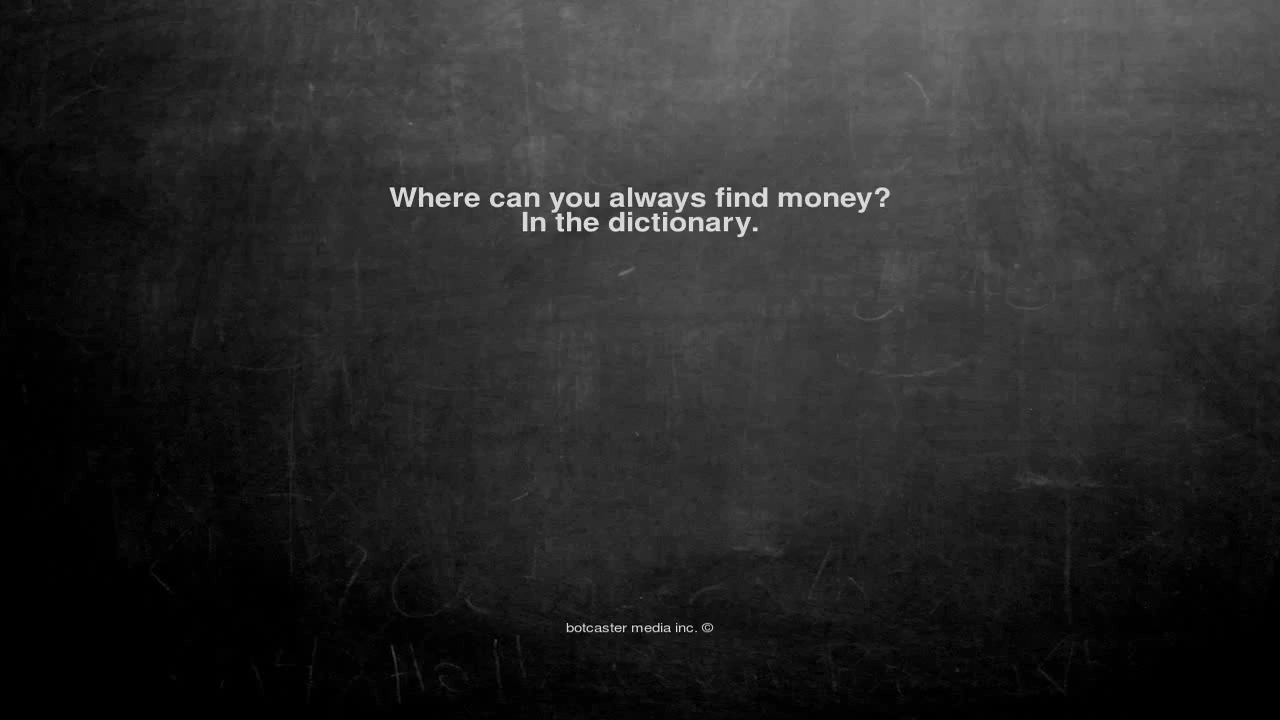 Where can you always find money?
In the dictionary.
botcaster media inc. ©